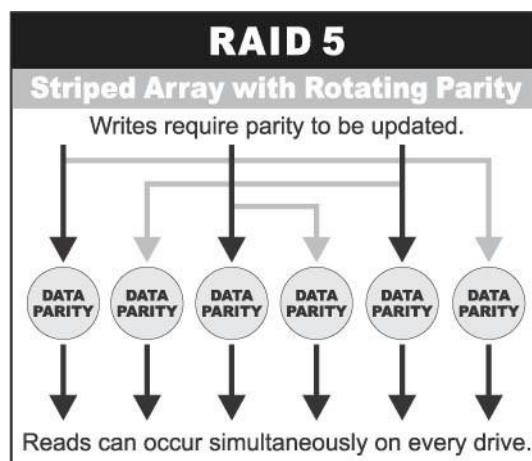 RAID 5
Striped Array with Rotating Parity
Writes require parity to be updated.
DATA PARITY
DATA PARITY
DATA PARITY
DATA PARITY
DATA PARITY
DATA PARITY
Reads can occur simultaneously on every drive.